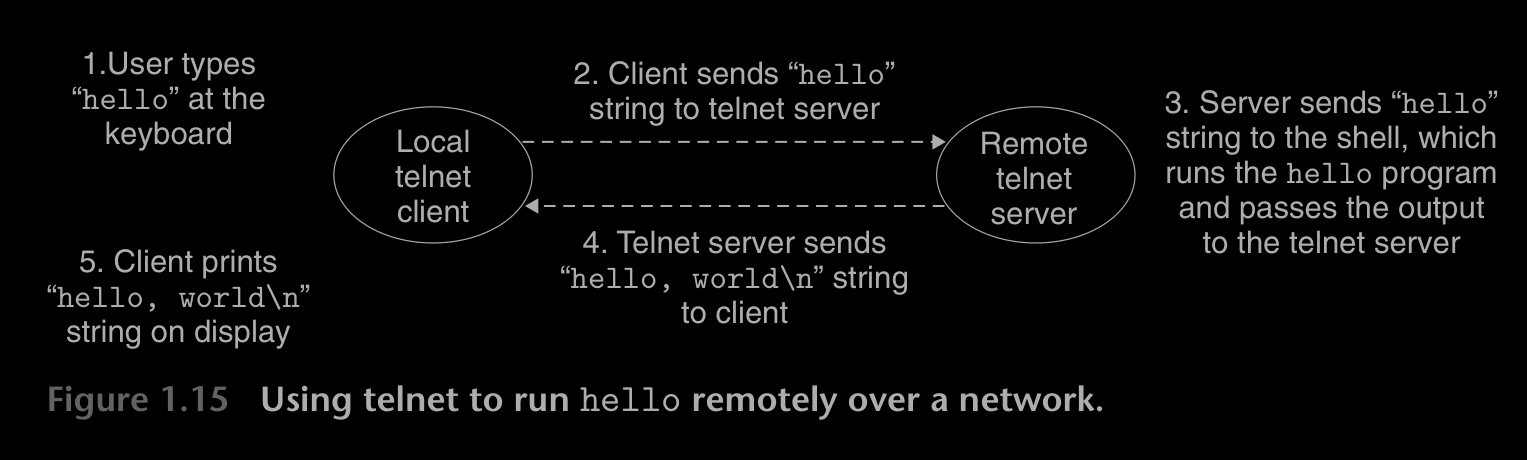 1.User types
“hello” at the
keyboard
2. Client sends “hello”
string to telnet server
Local
telnet
client
Remote
telnet
server
3. Server sends “hello”
string to the shell, which
runs the hello program
and passes the output
to the telnet server
4. Telnet server sends
“hello, world\n” string
to client
5. Client prints
“hello, world\n”
string on display
Figure 1.15 Using telnet to run hello remotely over a network.